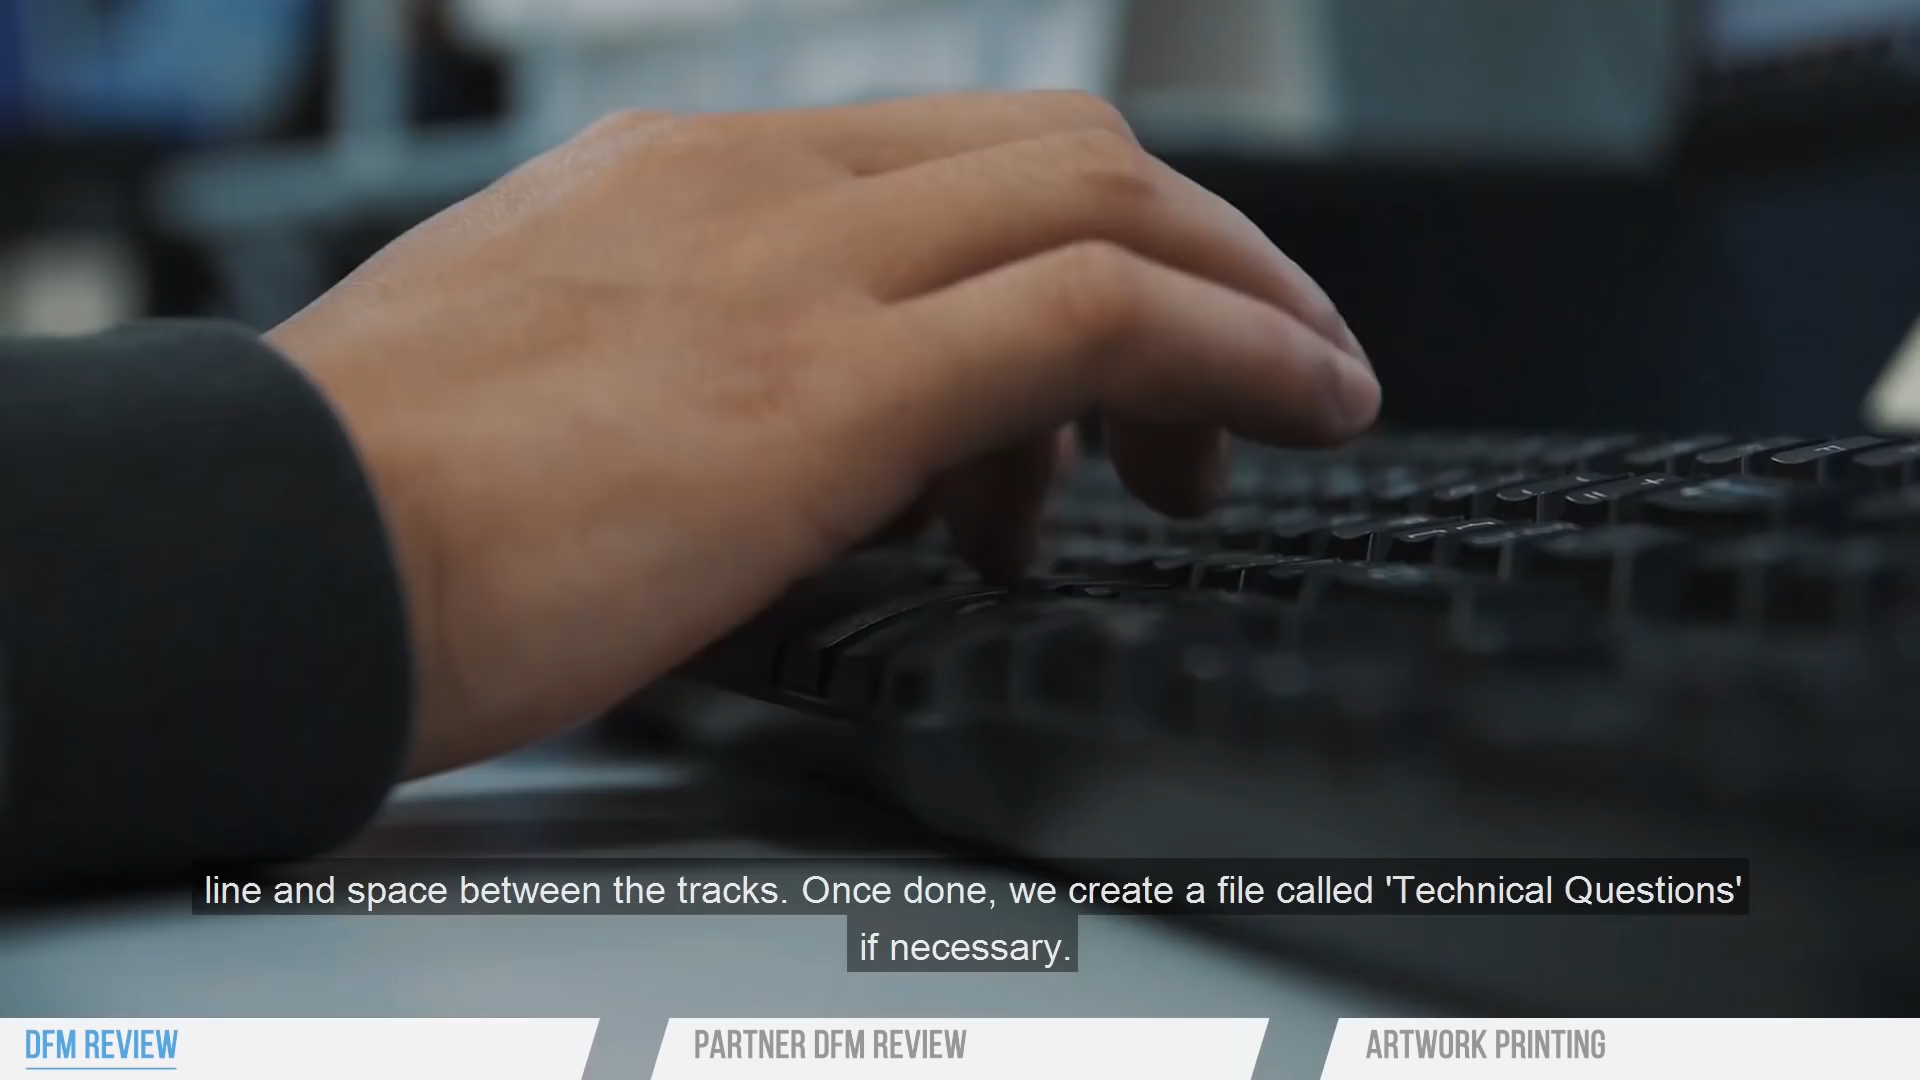 line and space between the tracks. Once done, we create a file called 'Technical Questions'
if necessary.
DFM REVIEW
PARTNER DFM REVIEW
ARTWORK PRINTING